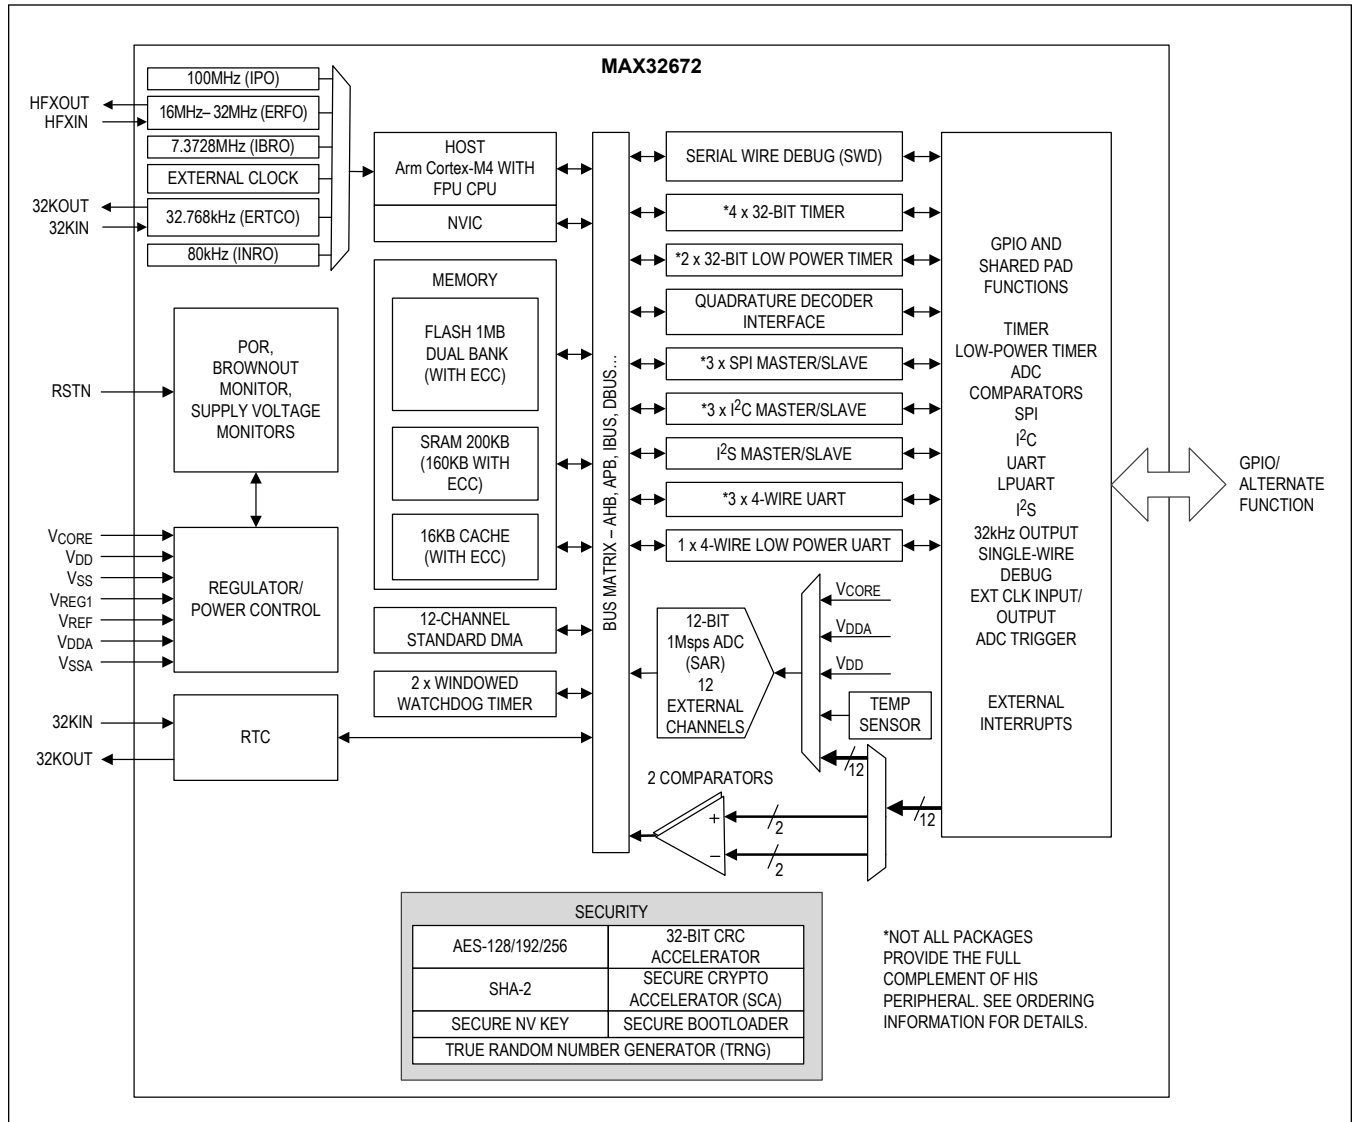 MAX32672
100MHz (IPO)
HFXOUT
HFXIN
16MHz– 32MHz (ERFO)
7.3728MHz (IBRO)
EXTERNAL CLOCK
32KOUT
32KIN
32.768kHz (ERTCO)
80kHz (INRO)
HOST
Arm Cortex-M4 WITH
FPU CPU
NVIC
MEMORY
FLASH 1MB
DUAL BANK
(WITH ECC)
SRAM 200KB
(160KB WITH
ECC)
16KB CACHE
(WITH ECC)
12-CHANNEL
STANDARD DMA
2 x WINDOWED
WATCHDOG TIMER
RSTN
POR,
BROWNOUT
MONITOR,
SUPPLY VOLTAGE
MONITORS
VCORE
VDD
VSS
VREG1
VREF
VDDA
VSSA
REGULATOR/
POWER CONTROL
32KIN
32KOUT
RTC
BUS MATRIX – AHB, APB, IBUS, DBUS...
SERIAL WIRE DEBUG (SWD)
*4 x 32-BIT TIMER
*2 x 32-BIT LOW POWER TIMER
QUADRATURE DECODER
INTERFACE
*3 x SPI MASTER/SLAVE
*3 x I2C MASTER/SLAVE
I2S MASTER/SLAVE
*3 x 4-WIRE UART
1 x 4-WIRE LOW POWER UART
12-BIT
1Msps ADC
(SAR)
12
EXTERNAL
CHANNELS
VCORE
VDDA
VDD
TEMP
SENSOR
12
12
2 COMPARATORS
+
–
2
2
GPIO AND
SHARED PAD
FUNCTIONS
TIMER
LOW-POWER TIMER
ADC
COMPARATORS
SPI
I2C
UART
LPUART
I2S
32kHz OUTPUT
SINGLE-WIRE
DEBUG
EXT CLK INPUT/
OUTPUT
ADC TRIGGER
EXTERNAL
INTERRUPTS
GPIO/
ALTERNATE
FUNCTION
SECURITY
AES-128/192/256
32-BIT CRC
ACCELERATOR
SHA-2
SECURE CRYPTO
ACCELERATOR (SCA)
SECURE NV KEY
SECURE BOOTLOADER
TRUE RANDOM NUMBER GENERATOR (TRNG)
*NOT ALL PACKAGES
PROVIDE THE FULL
COMPLEMENT OF HIS
PERIPHERAL. SEE ORDERING
INFORMATION FOR DETAILS.